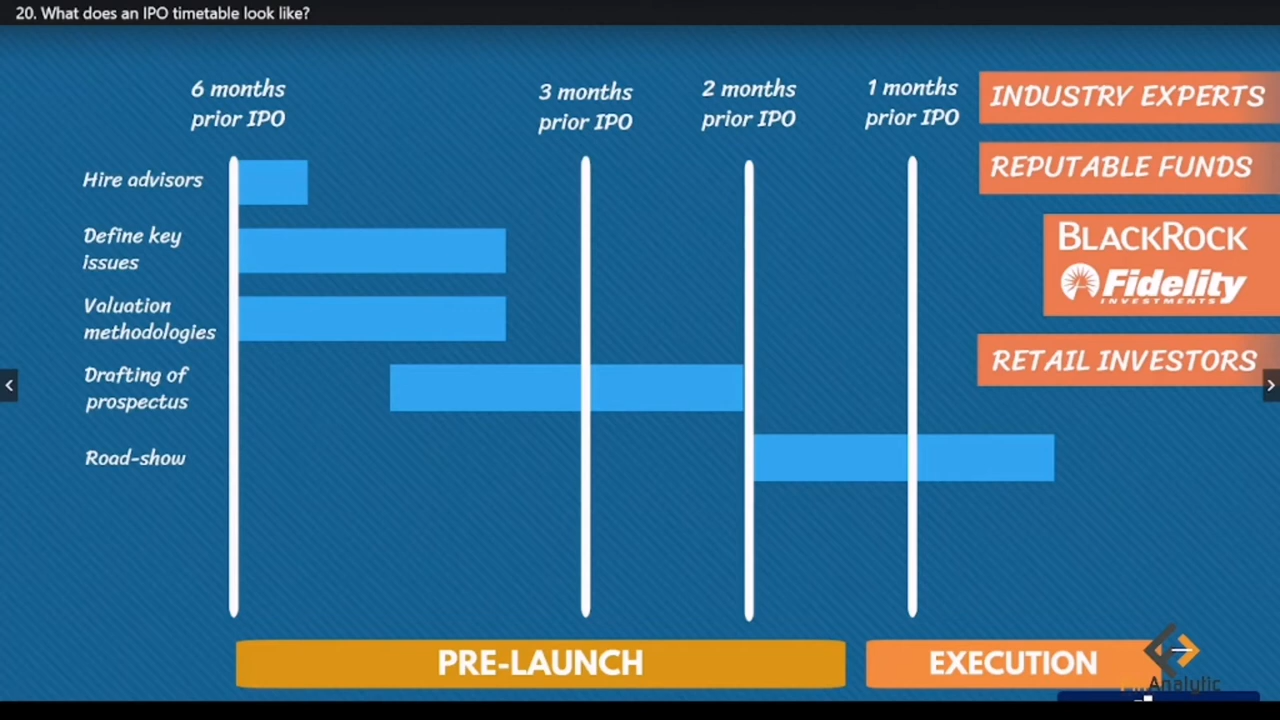 20. What does an IPO timetable look like?
6 months
prior IPO
3 months
prior IPO
2 months
prior IPO
1 months
prior IPO
INDUSTRY EXPERTS
REPUTABLE FUNDS
BLACKROCK
Fidelity
INVESTMENTS
RETAIL INVESTORS
Hire advisors
Define key
issues
Valuation
methodologies
Drafting of
prospectus
Road-show
PRE-LAUNCH
EXECUTION
Analytic